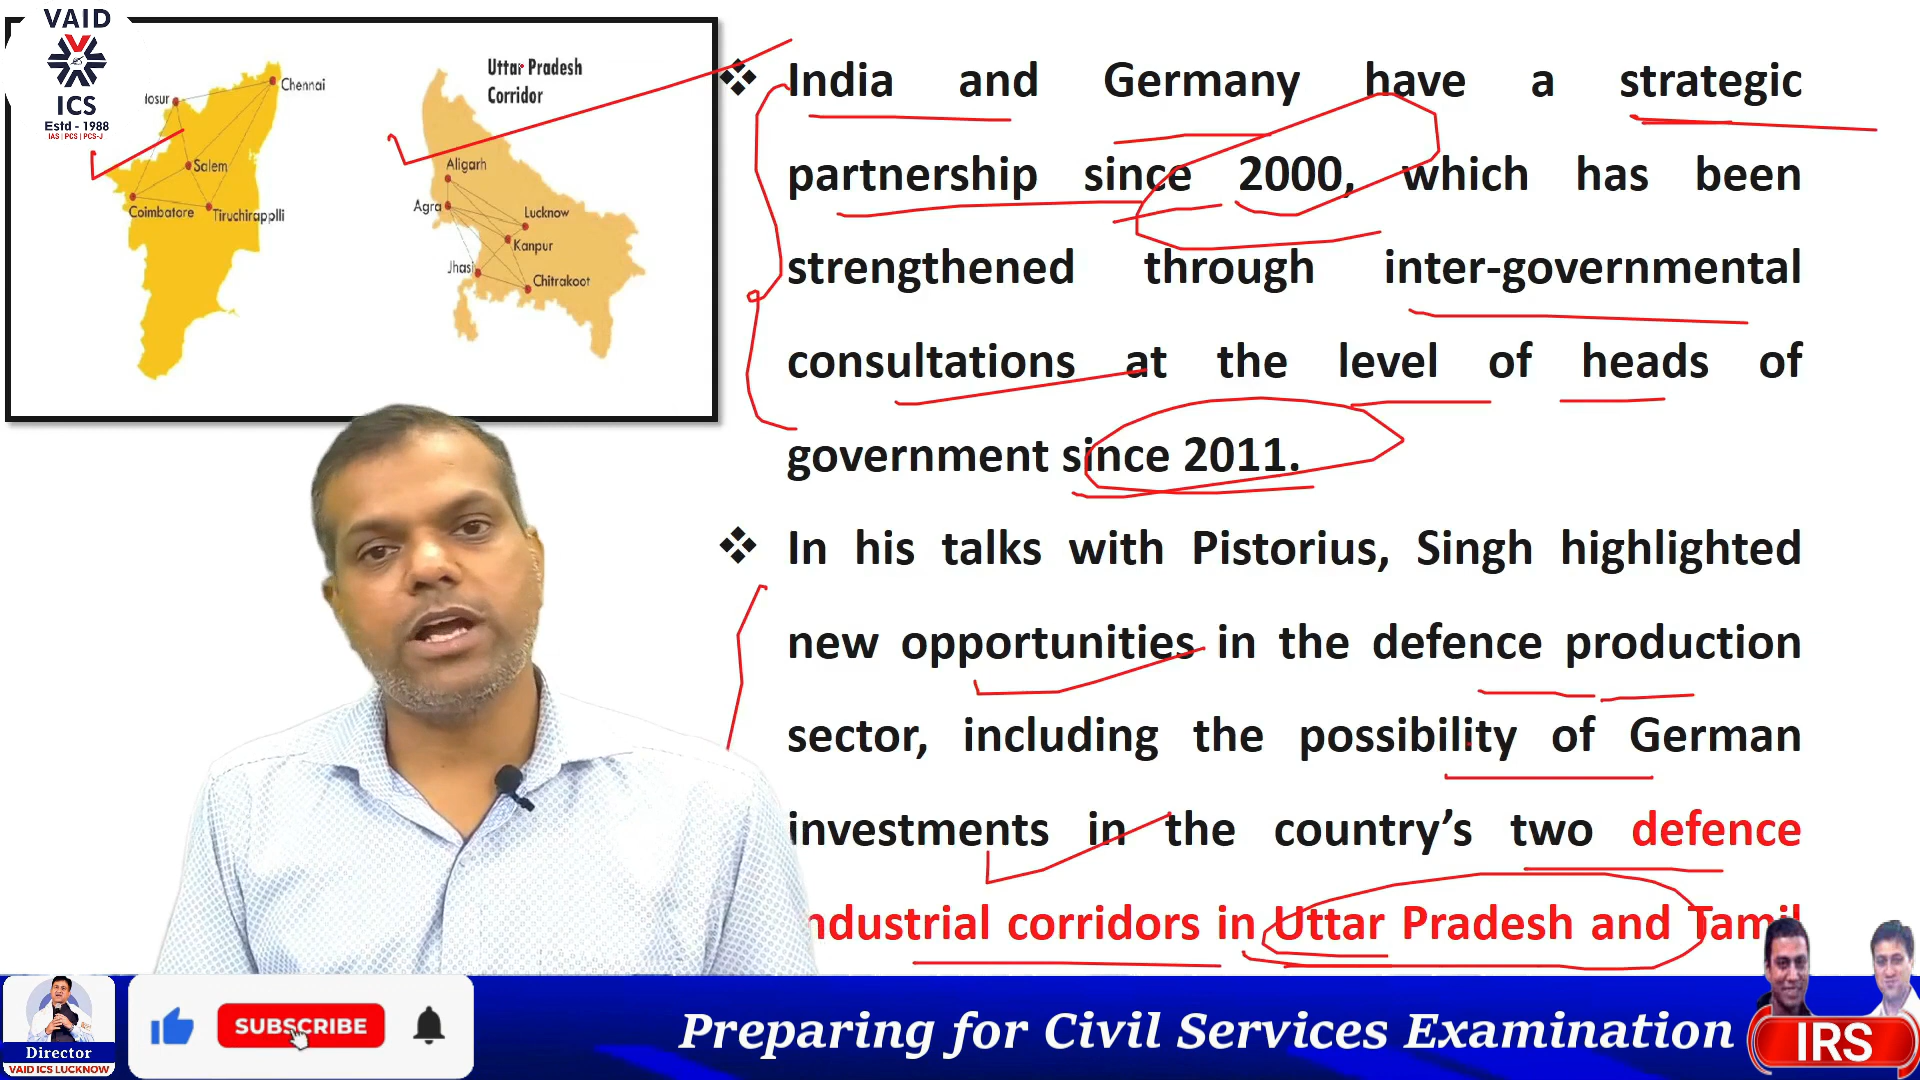 VAID
ICS
Estd - 1988
IAS | PCS | PCS-J
Chennai
Salem
Coimbatore
Tiruchirapplli
Uttar Pradesh
Corridor
Aligarh
Agra
Lucknow
Kanpur
Jhasi
Chitrakoot
India and Germany have a strategic
partnership since 2000, which has been
strengthened through inter-governmental
consultations at the level of heads of
government since 2011.
In his talks with Pistorius, Singh highlighted
new opportunities in the defence production
sector, including the possibility of German
investments in the country’s two defence
industrial corridors in Uttar Pradesh and Tamil
Director
VAID ICS LUCKNOW
SUBSCRIBE
Preparing for Civil Services Examination
IRS